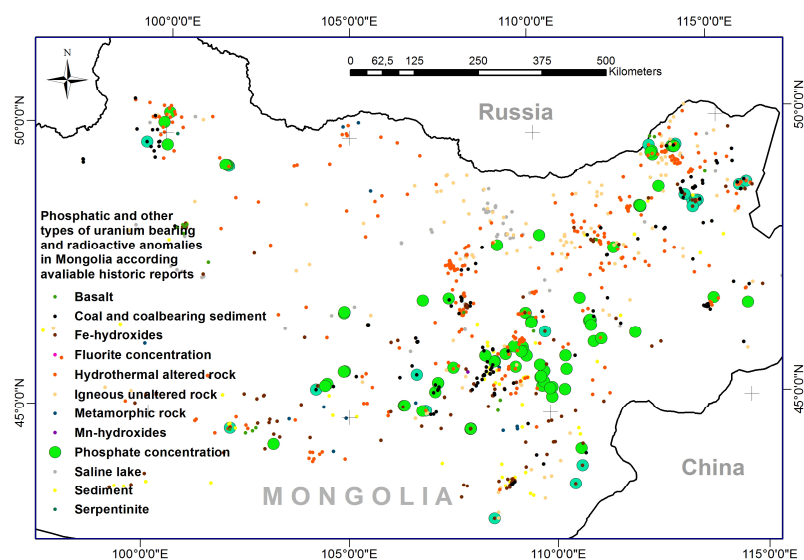 100°0'0"E 105°0'0"E 110°0'0"E 115°0'0"E
N
0 62,5 125 250 375 500
Kilometers
Russia
50°0'0"N
50°0'0"N
Phosphatic and other
types of uranium bearing
and radioactive anomalies
in Mongolia according
avaliable historic reports
Basalt
Coal and coalbearing sediment
Fe-hydroxides
Fluorite concentration
Hydrothermal altered rock
Igneous unaltered rock
Metamorphic rock
Mn-hydroxides
Phosphate concentration
Saline lake
Sediment
Serpentinite
45°0'0"N
45°0'0"N
China
MONGOLIA
100°0'0"E 105°0'0"E 110°0'0"E 115°0'0"E